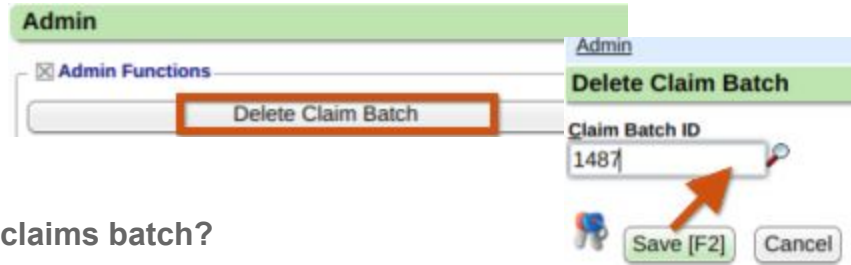 Admin
Admin Functions
Delete Claim Batch
Admin
Delete Claim Batch
Claim Batch ID
1487
Save [F2] Cancel
claims batch?